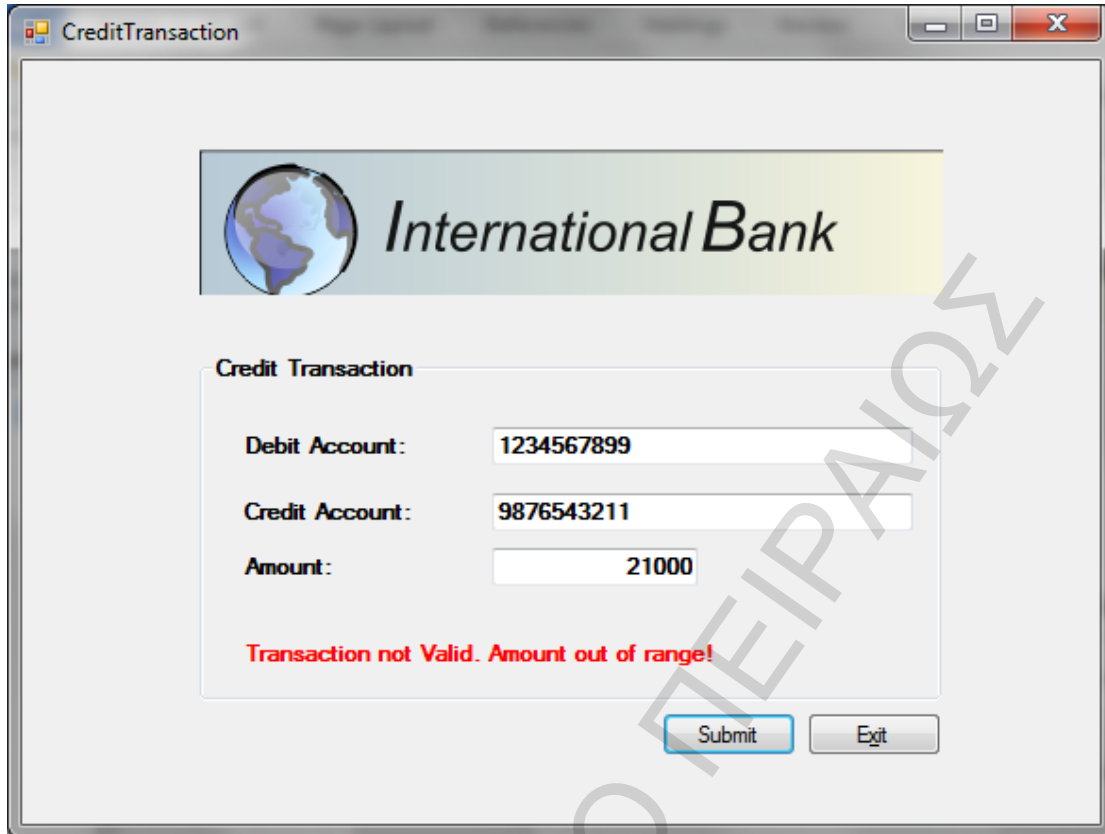 CreditTransaction
International Bank
Credit Transaction
Debit Account: 1234567899
Credit Account: 9876543211
Amount: 21000
Transaction not Valid. Amount out of range!
Submit Exit
Ο ΠΕΙΡΑΙΩΣ